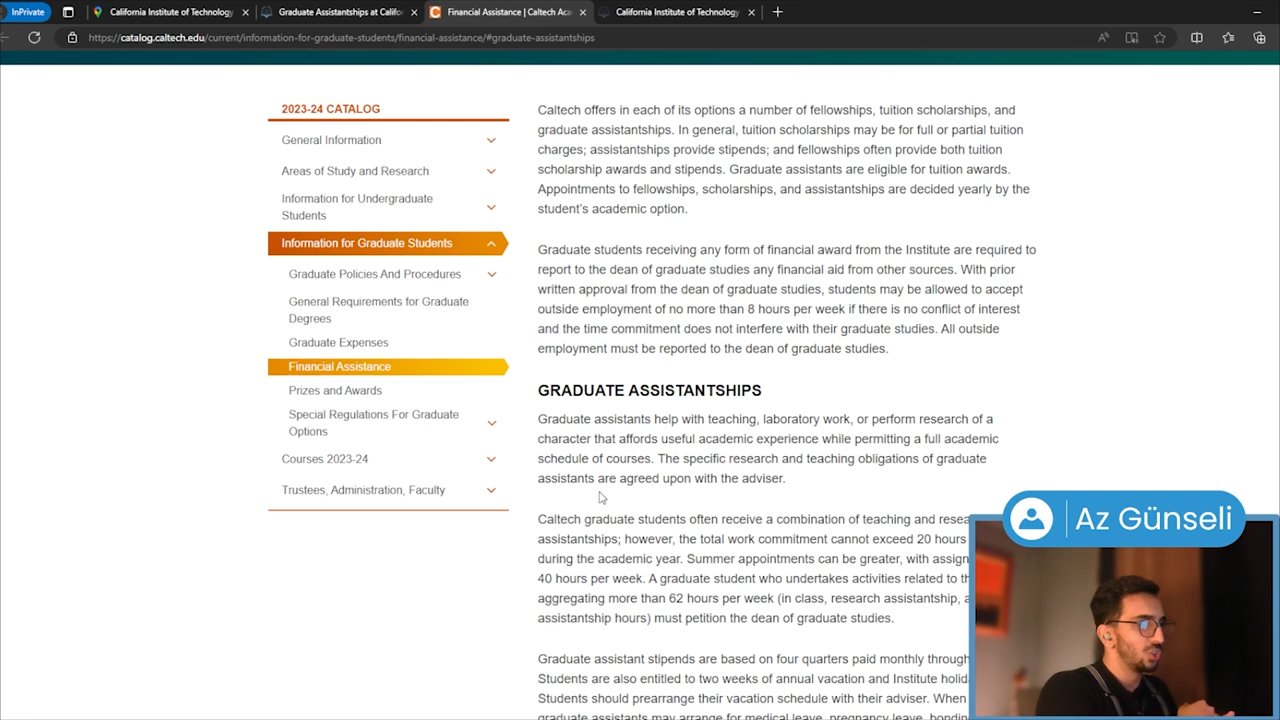 InPrivate
California Institute of Technology
Graduate Assistantships at Califor
Financial Assistance | Caltech Aca
California Institute of Technology
https://catalog.caltech.edu/current/information-for-graduate-students/financial-assistance/#graduate-assistantships
2023-24 CATALOG
General Information
Areas of Study and Research
Information for Undergraduate
Students
Information for Graduate Students
Graduate Policies And Procedures
General Requirements for Graduate
Degrees
Graduate Expenses
Financial Assistance
Prizes and Awards
Special Regulations For Graduate
Options
Courses 2023-24
Trustees, Administration, Faculty
Caltech offers in each of its options a number of fellowships, tuition scholarships, and
graduate assistantships. In general, tuition scholarships may be for full or partial tuition
charges; assistantships provide stipends; and fellowships often provide both tuition
scholarship awards and stipends. Graduate assistants are eligible for tuition awards.
Appointments to fellowships, scholarships, and assistantships are decided yearly by the
student's academic option.
Graduate students receiving any form of financial award from the Institute are required to
report to the dean of graduate studies any financial aid from other sources. With prior
written approval from the dean of graduate studies, students may be allowed to accept
outside employment of no more than 8 hours per week if there is no conflict of interest
and the time commitment does not interfere with their graduate studies. All outside
employment must be reported to the dean of graduate studies.
GRADUATE ASSISTANTSHIPS
Graduate assistants help with teaching, laboratory work, or perform research of a
character that affords useful academic experience while permitting a full academic
schedule of courses. The specific research and teaching obligations of graduate
assistants are agreed upon with the adviser.
Caltech graduate students often receive a combination of teaching and resea
assistantships; however, the total work commitment cannot exceed 20 hours
during the academic year. Summer appointments can be greater, with assign
40 hours per week. A graduate student who undertakes activities related to th
aggregating more than 62 hours per week (in class, research assistantship, a
assistantship hours) must petition the dean of graduate studies.
Graduate assistant stipends are based on four quarters paid monthly through
Students are also entitled to two weeks of annual vacation and Institute holid
Students should prearrange their vacation schedule with their adviser. When
graduate assistants may arrange for medical leave, pregnancy leave, bonding
Az Günseli